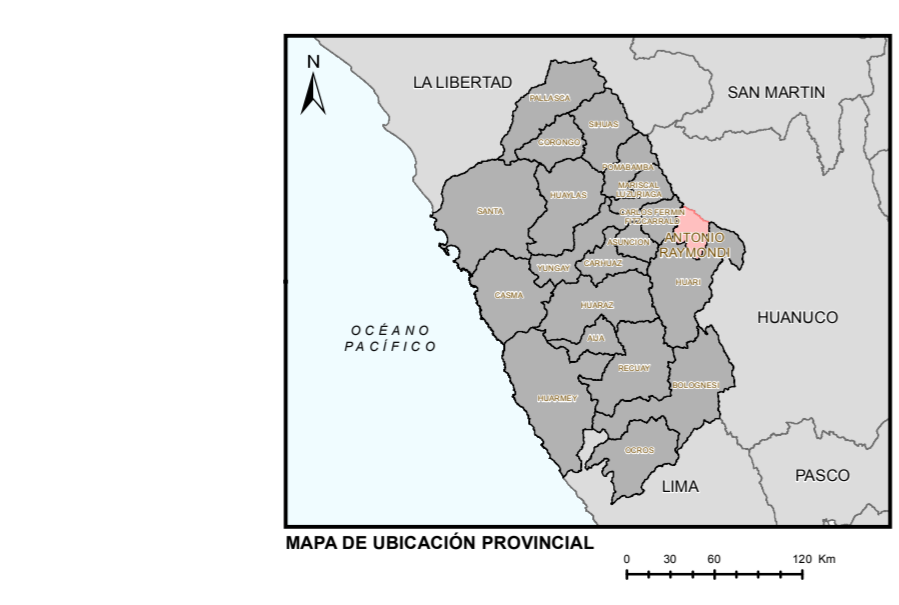 N
LA LIBERTAD
SAN MARTIN
PALLASCA
SIHUAS
CORONGO
POMABAMBA
MARISCAL
LUZURIAGA
HUAYLAS
SANTA
CARLOS FERMIN
FITZCARRALD
ANTONIO
RAYMONDI
ASUNCION
CARHUAZ
YUNGAY
HUARI
CASMA
HUARAZ
HUANUCO
OCÉANO
PACÍFICO
AIJA
RECUAY
BOLOGNESI
HUARMEY
OCROS
LIMA
PASCO
MAPA DE UBICACIÓN PROVINCIAL
0 30 60 120 Km